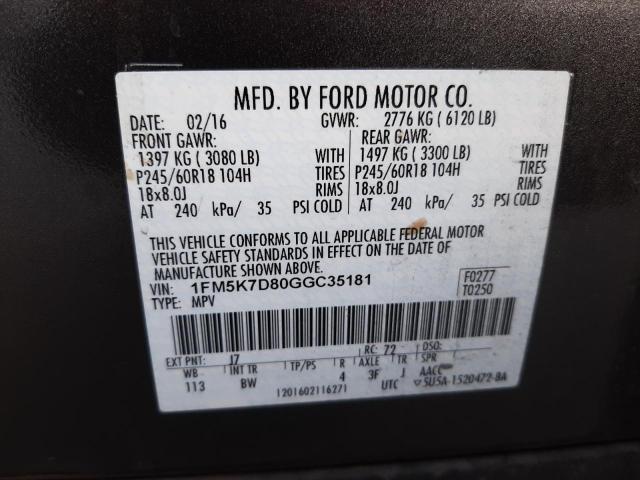 MFD. BY FORD MOTOR CO.
DATE: 02/16 GVWR: 2776 KG ( 6120 LB)
FRONT GAWR: REAR GAWR:
1397 KG ( 3080 LB) WITH 1497 KG ( 3300 LB) WITH
P245/60R18 104H TIRES P245/60R18 104H TIRES
18x8.0J RIMS 18x8.0J RIMS
AT 240 kPa/ 35 PSI COLD AT 240 kPa/ 35 PSI COLD
THIS VEHICLE CONFORMS TO ALL APPLICABLE FEDERAL MOTOR
VEHICLE SAFETY STANDARDS IN EFFECT ON THE DATE OF
MANUFACTURE SHOWN ABOVE.
VIN: 1FM5K7D80GGC35181 F0277
TYPE: MPV T0250
EXT PNT: J7 RC: 72 DSO:
WB INT TR TP/PS R AXLE TR SPR
113 BW 4 3F J AACC
1201602116271 UTC ▽5U5A-1520472-BA